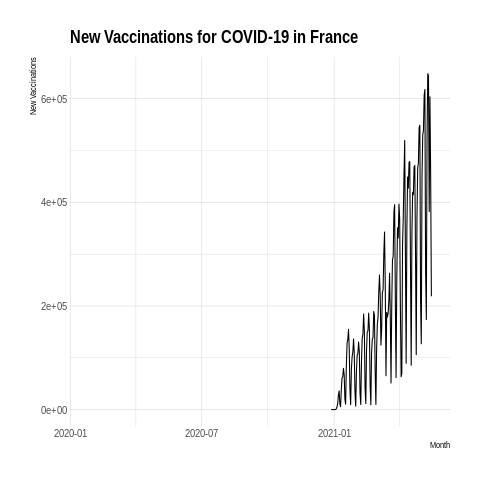 New Vaccinations for COVID-19 in France
New Vaccinations
6e+05
4e+05
2e+05
0e+00
2020-01 2020-07 2021-01
Month